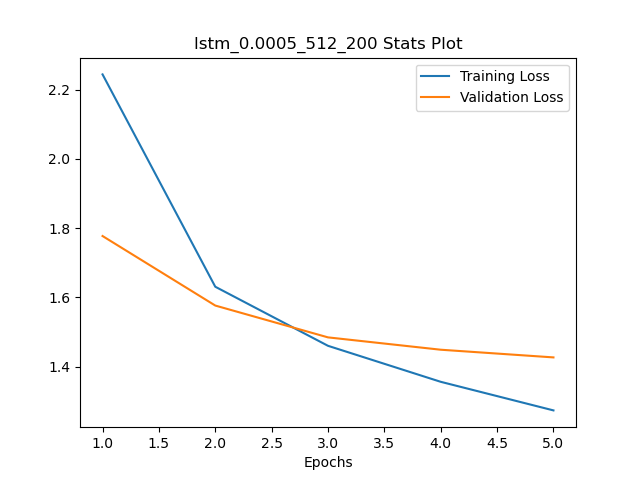 lstm_0.0005_512_200 Stats Plot
Training Loss
Validation Loss
2.2
2.0
1.8
1.6
1.4
1.0 1.5 2.0 2.5 3.0 3.5 4.0 4.5 5.0
Epochs